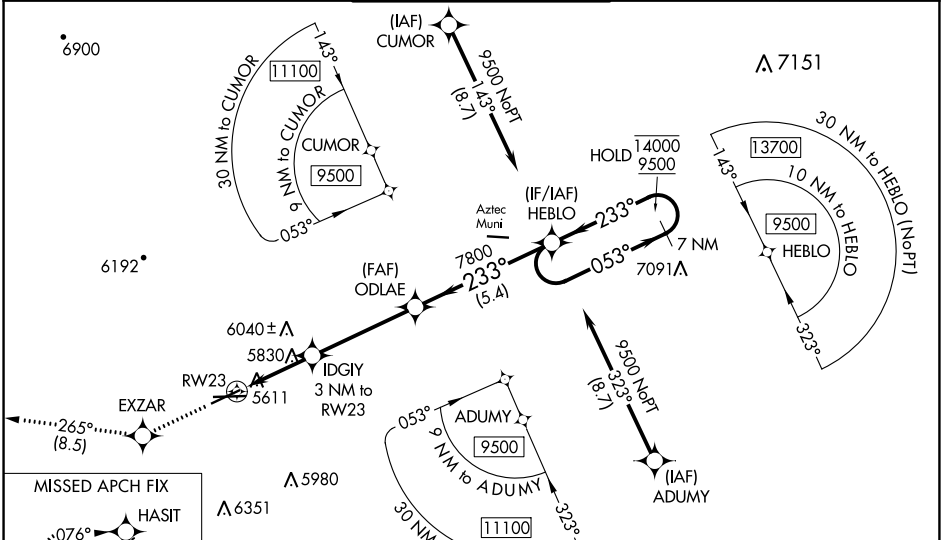 6900
(IAF)
CUMOR
9500 NoPT
143°
(8.7)
7151
30 NM to CUMOR
143°
11100
9 NM to CUMOR
CUMOR
9500
053°
HOLD
14000
9500
(IF/IAF)
HEBLO
233°
053°
7 NM
7091
30 NM to HEBLO (NoPT)
143°
13700
10 NM to HEBLO
9500
HEBLO
323°
Aztec
Muni
6192
(FAF)
ODLAE
7800
233°
(5.4)
6040±
5830
IDGIY
3 NM to
RW23
RW23
5611
EXZAR
265°
(8.5)
9500 NoPT
323°
(8.7)
(IAF)
ADUMY
053°
ADUMY
9500
9 NM to ADUMY
30 NM
11100
323°
5980
6351
MISSED APCH FIX
HASIT
076°